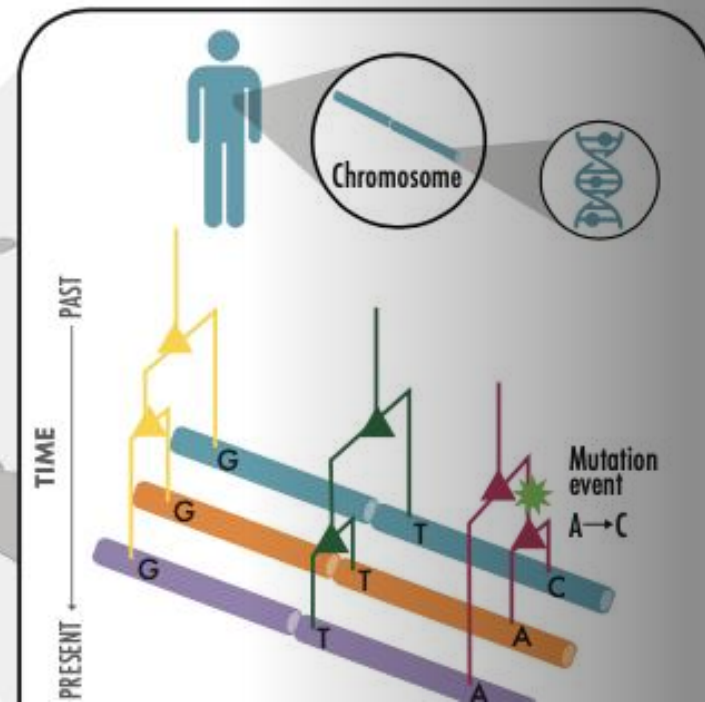 Chromosome
PAST
TIME
PRESENT
Mutation
event
A→C
G
T
C
G
T
A
G
T
A